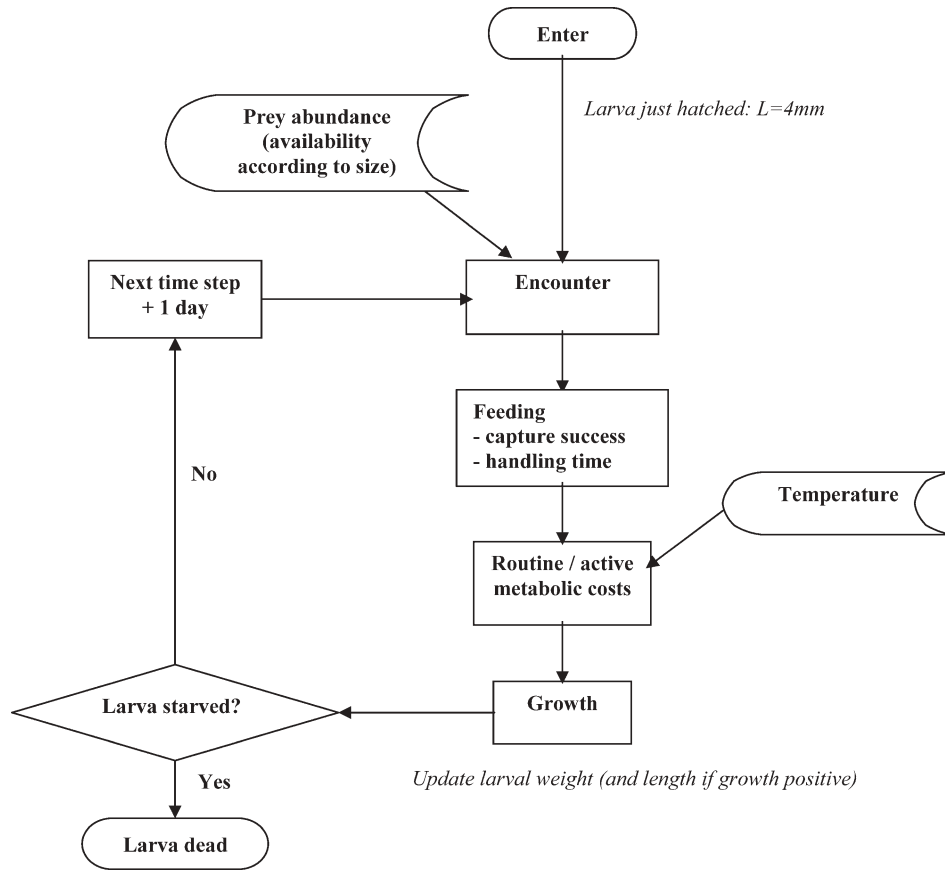 Enter
Larva just hatched: L=4mm
Prey abundance
(availability
according to size)
Next time step
+ 1 day
Encounter
Feeding
- capture success
- handling time
No
Temperature
Routine / active
metabolic costs
Larva starved?
Growth
Update larval weight (and length if growth positive)
Yes
Larva dead